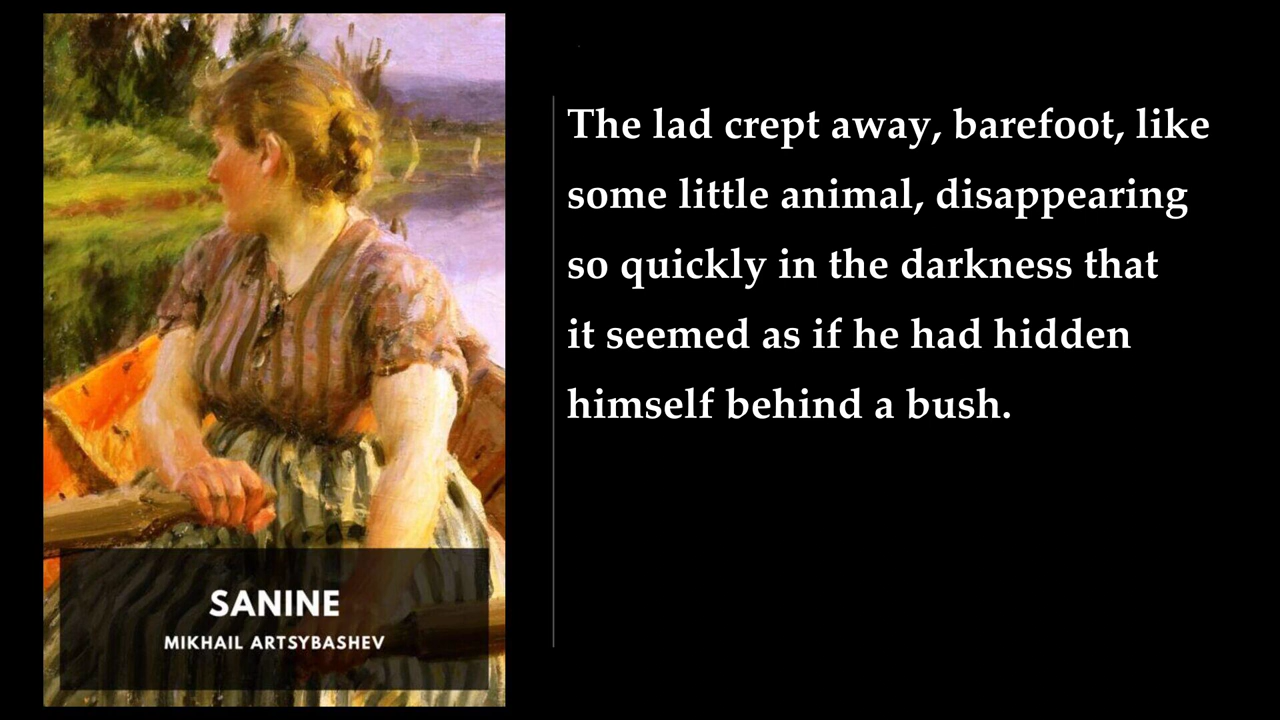 SANINE
MIKHAIL ARTSYBASHEV
The lad crept away, barefoot, like
some little animal, disappearing
so quickly in the darkness that
it seemed as if he had hidden
himself behind a bush.